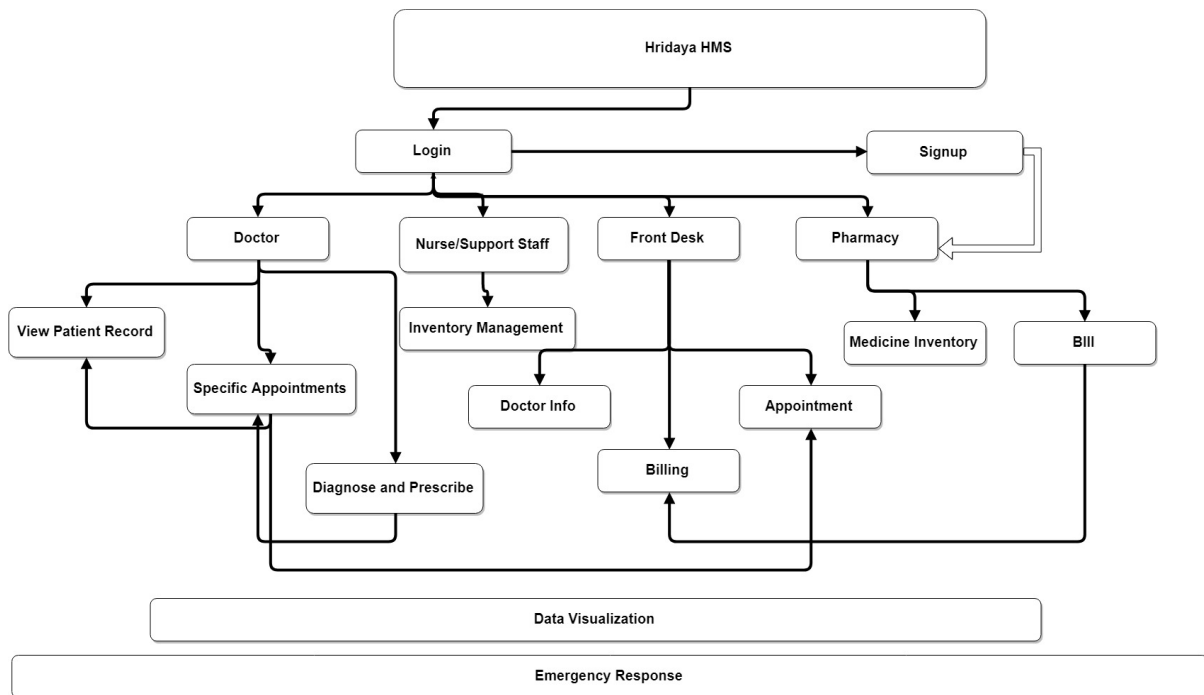 Hridaya HMS
Login
Signup
Doctor
Nurse/Support Staff
Front Desk
Pharmacy
View Patient Record
Inventory Management
Medicine Inventory
BIll
Specific Appointments
Doctor Info
Appointment
Billing
Diagnose and Prescribe
Data Visualization
Emergency Response